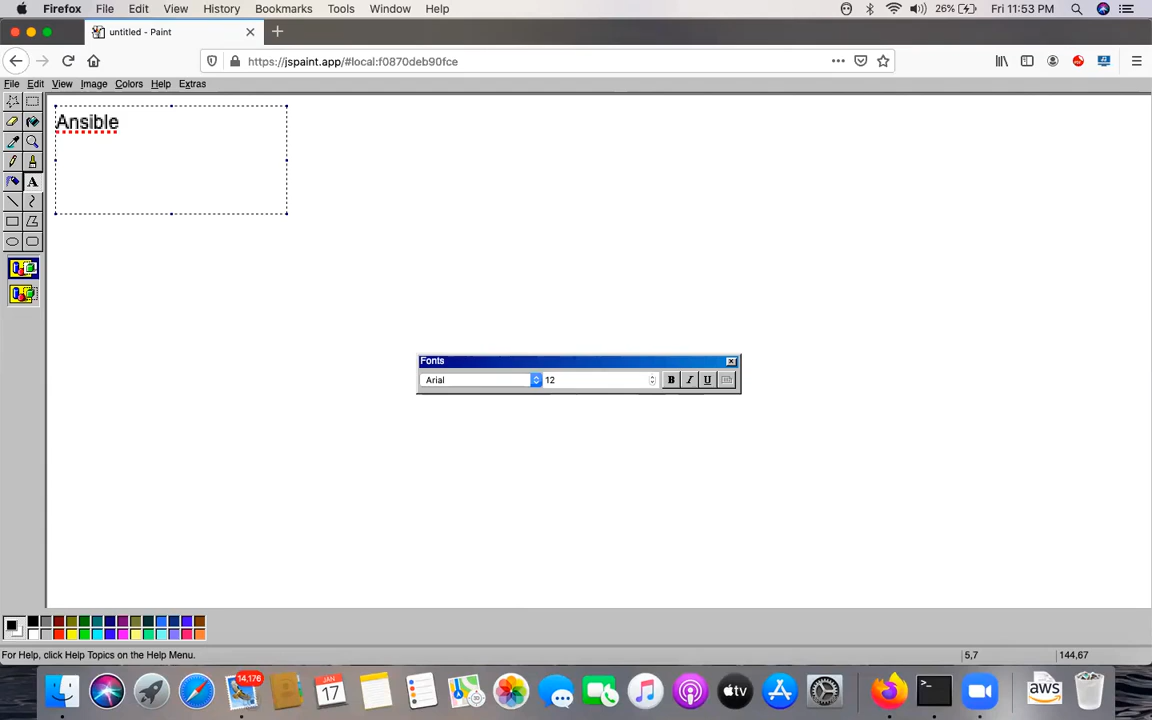 Firefox File Edit View History Bookmarks Tools Window Help 26% Fri 11:53 PM
untitled - Paint
https://jspaint.app/#local:f0870deb90fce
File Edit View Image Colors Help Extras
Ansible
A
Fonts
Arial 12 B I U
For Help, click Help Topics on the Help Menu. 5,7 144,67
14,176
JAN
17
tv
aws